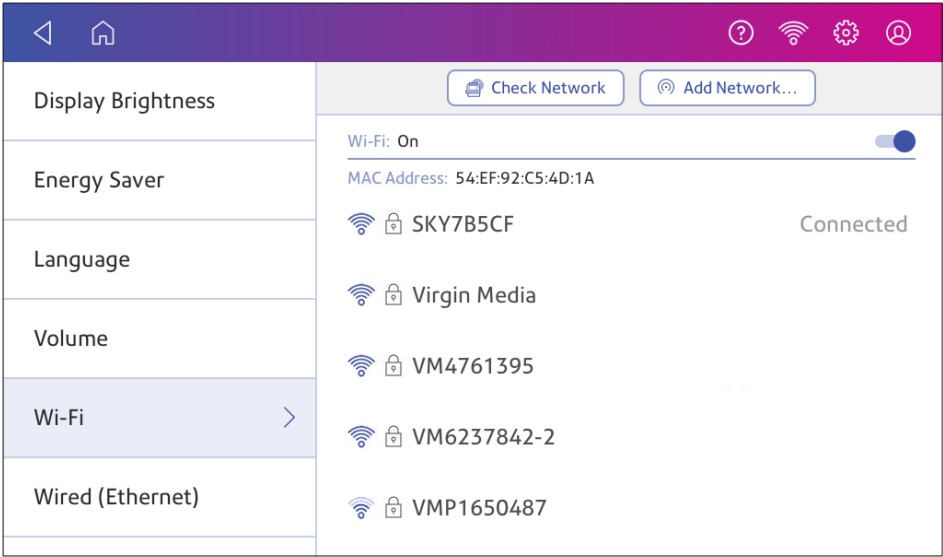 Display Brightness
Energy Saver
Language
Volume
Wi-Fi
Wired (Ethernet)
Check Network
Add Network...
Wi-Fi: On
MAC Address: 54:EF:92:C5:4D:1A
SKY7B5CF Connected
Virgin Media
VM4761395
VM6237842-2
VMP1650487